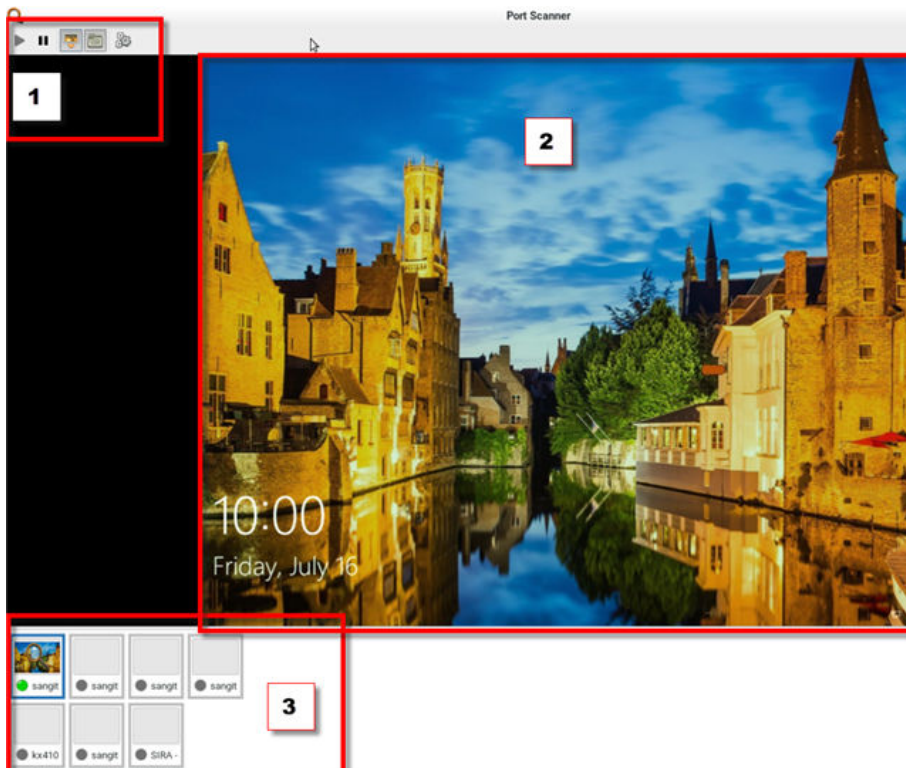 Port Scanner
1
2
10:00
Friday, July 16
3
sangit
sangit
sangit
sangit
kx410
sangit
SIRA -